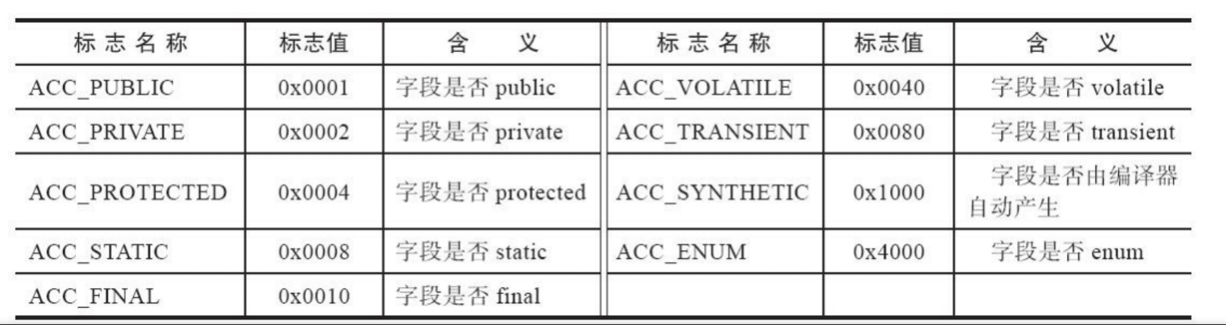 标志名称 标志值 含义 标志名称 标志值 含义
ACC_PUBLIC 0x0001 字段是否 public ACC_VOLATILE 0x0040 字段是否 volatile
ACC_PRIVATE 0x0002 字段是否 private ACC_TRANSIENT 0x0080 字段是否 transient
ACC_PROTECTED 0x0004 字段是否 protected ACC_SYNTHETIC 0x1000 字段是否由编译器
自动产生
ACC_STATIC 0x0008 字段是否 static ACC_ENUM 0x4000 字段是否 enum
ACC_FINAL 0x0010 字段是否 final